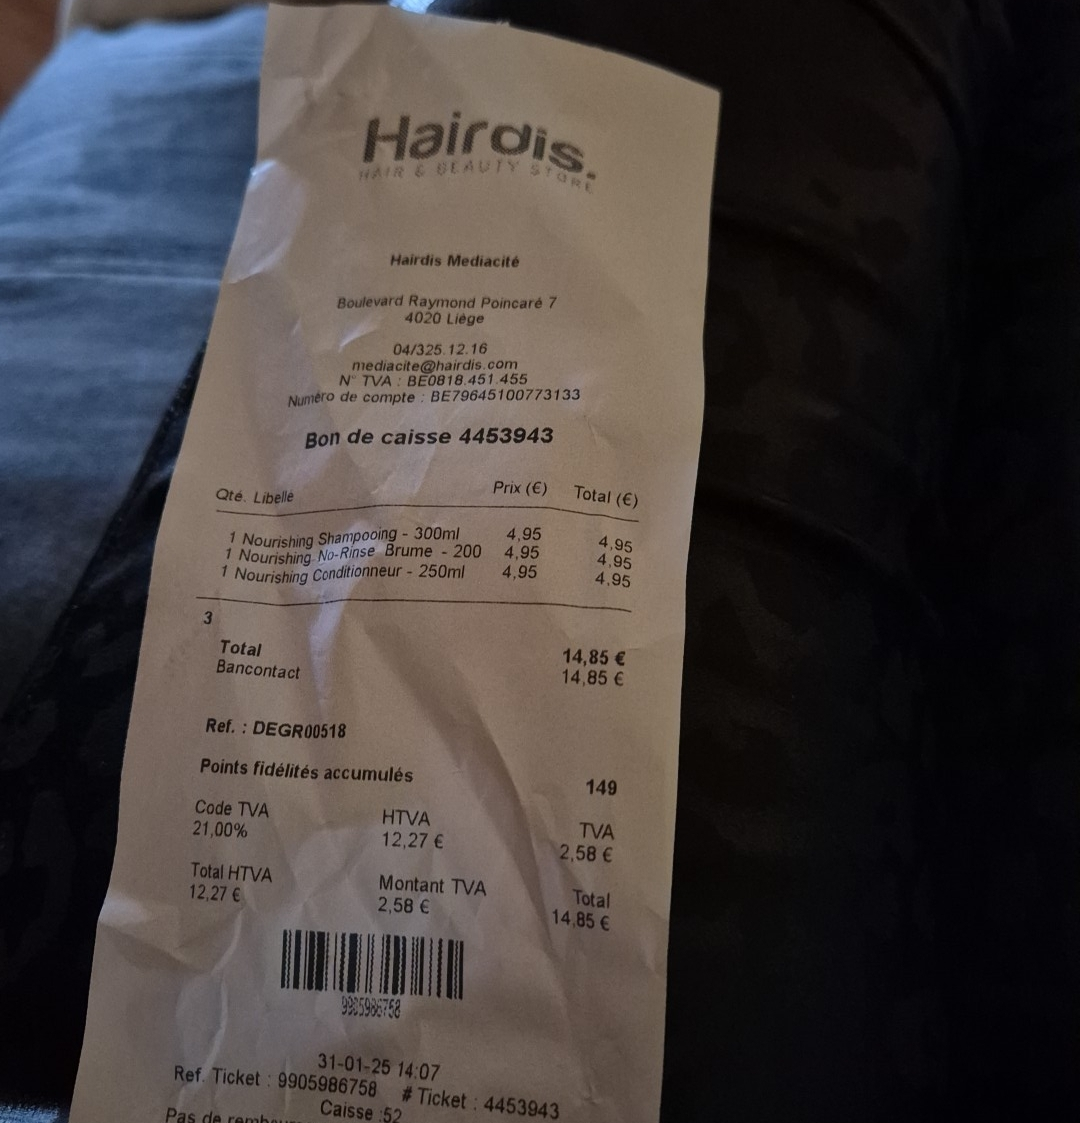 Hairdis.
HAIR & BEAUTY STORE
Hairdis Mediacité
Boulevard Raymond Poincaré 7
4020 Liège
04/325.12.16
mediacite@hairdis.com
N° TVA : BE0818.451.455
Numéro de compte : BE79645100773133
Bon de caisse 4453943
Qté. Libellé Prix (€) Total (€)
1 Nourishing Shampooing - 300ml 4,95 4,95
1 Nourishing No-Rinse Brume - 200 4,95 4,95
1 Nourishing Conditionneur - 250ml 4,95 4,95
3
Total 14,85 €
Bancontact 14,85 €
Ref. : DEGR00518
Points fidélités accumulés 149
Code TVA HTVA TVA
21,00% 12,27 € 2,58 €
Total HTVA Montant TVA Total
12,27 € 2,58 € 14,85 €
9905986758
31-01-25 14:07
Ref. Ticket : 9905986758 # Ticket : 4453943
Caisse :52
Pas de